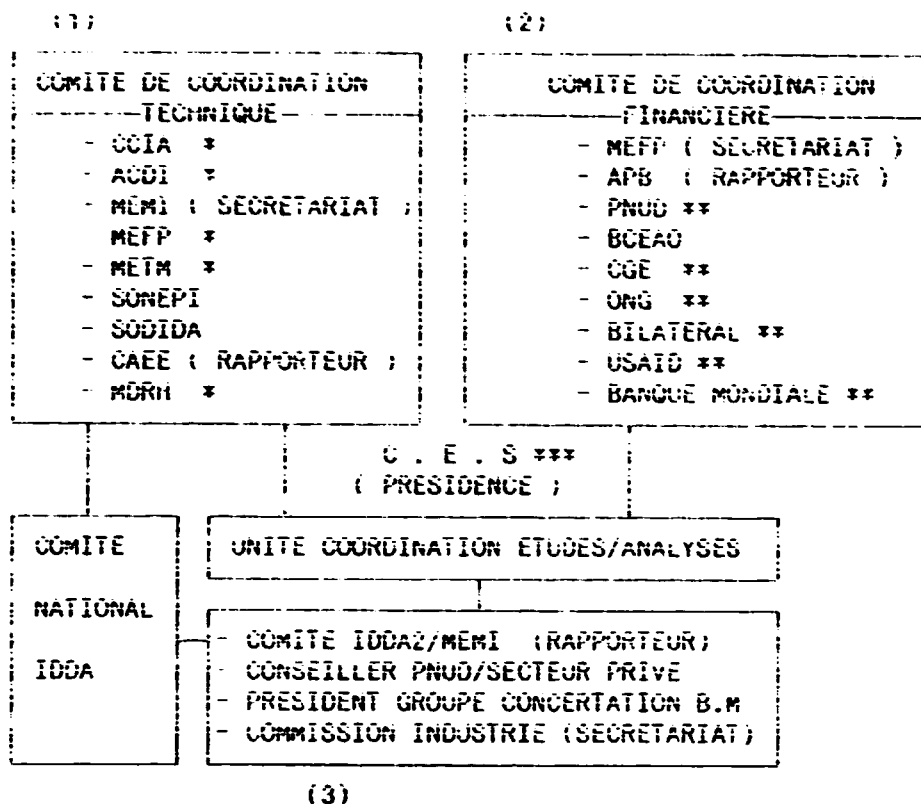 (1)
(2)
COMITE DE COORDINATION
TECHNIQUE
- CCIA *
- ACDI *
- MEMI ( SECRETARIAT )
MEFP *
- METM *
- SONEPI
- SODIDA
- CAEE ( RAPPORTEUR )
- MDRH *
COMITE DE COORDINATION
FINANCIERE
- MEFP ( SECRETARIAT )
- APB ( RAPPORTEUR )
- PNUD **
- BCEAO
- CGE **
- ONG **
- BILATERAL **
- USAID **
- BANQUE MONDIALE **
C . E . S ***
( PRESIDENCE )
COMITE
NATIONAL
IDDA
UNITE COORDINATION ETUDES/ANALYSES
- COMITE IDDA2/MEMI (RAPPORTEUR)
- CONSEILLER PNUD/SECTEUR PRIVE
- PRESIDENT GROUPE CONCERTATION B.M
- COMMISSION INDUSTRIE (SECRETARIAT)
(3)